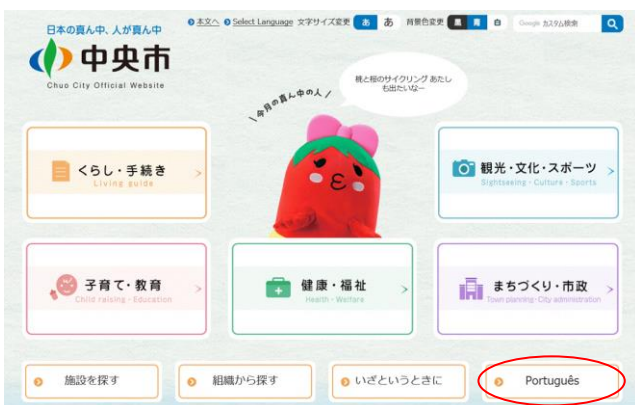 日本の真ん中、人が真ん中
本文へ Select Language 文字サイズ変更 あ あ 背景色変更 黒 青 白 Google カスタム検索
中央市
Chuo City Official Website
今月の真ん中の人
桃と桜のサイクリング あたし
も出たいなー
くらし・手続き
Living guide
観光・文化・スポーツ
Sightseeing・Culture・Sports
子育て・教育
Child raising・Education
健康・福祉
Health・Welfare
まちづくり・市政
Town planning・City administration
施設を探す
組織から探す
いざというときに
Português